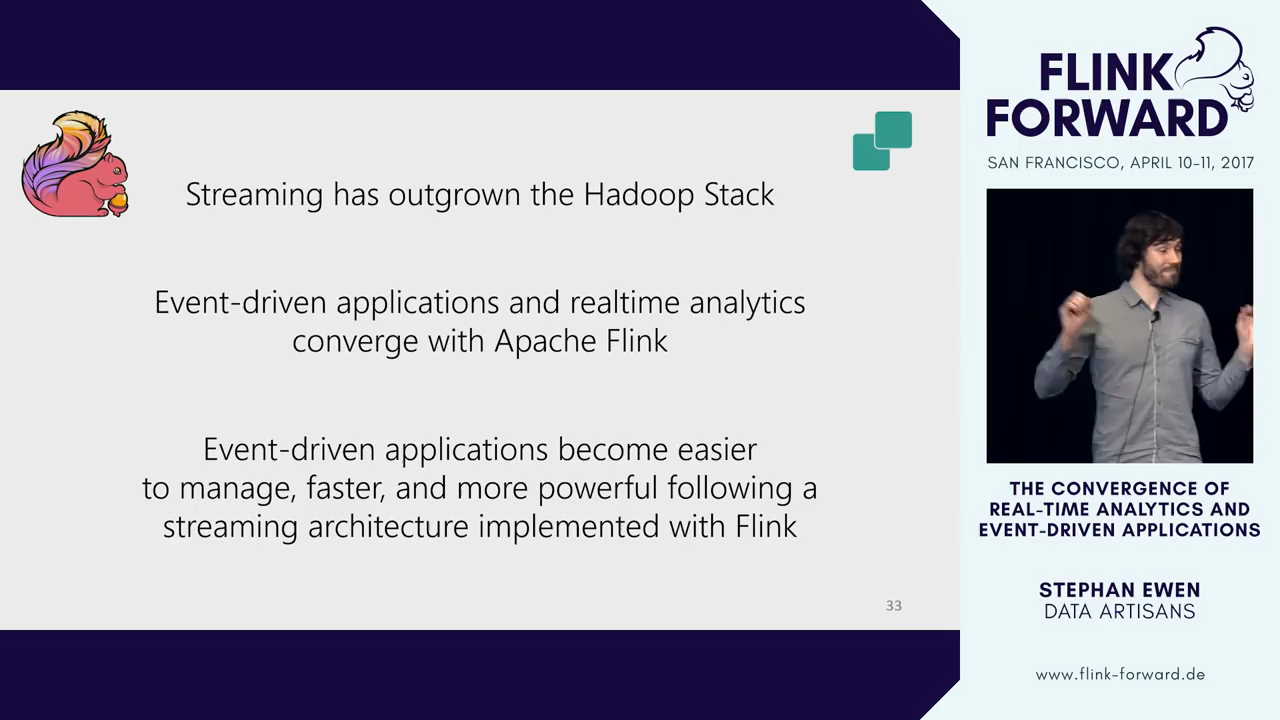 Streaming has outgrown the Hadoop Stack
Event-driven applications and realtime analytics
converge with Apache Flink
Event-driven applications become easier
to manage, faster, and more powerful following a
streaming architecture implemented with Flink
33
FLINK
FORWARD
SAN FRANCISCO, APRIL 10-11, 2017
THE CONVERGENCE OF
REAL-TIME ANALYTICS AND
EVENT-DRIVEN APPLICATIONS
STEPHAN EWEN
DATA ARTISANS
www.flink-forward.de